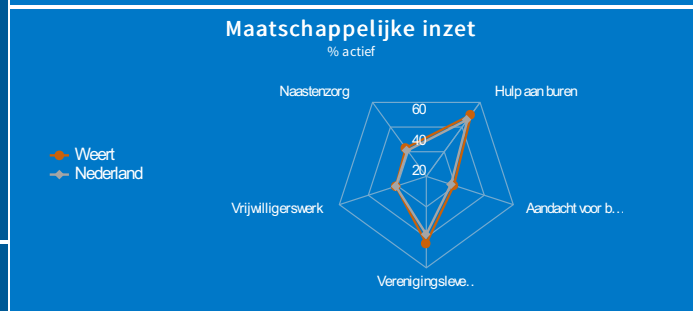 Maatschappelijke inzet
% actief
Naastenzorg
Hulp aan buren
60
40
20
Weert
Nederland
Vrijwilligerswerk
Aandacht voor b...
Verenigingsleve..